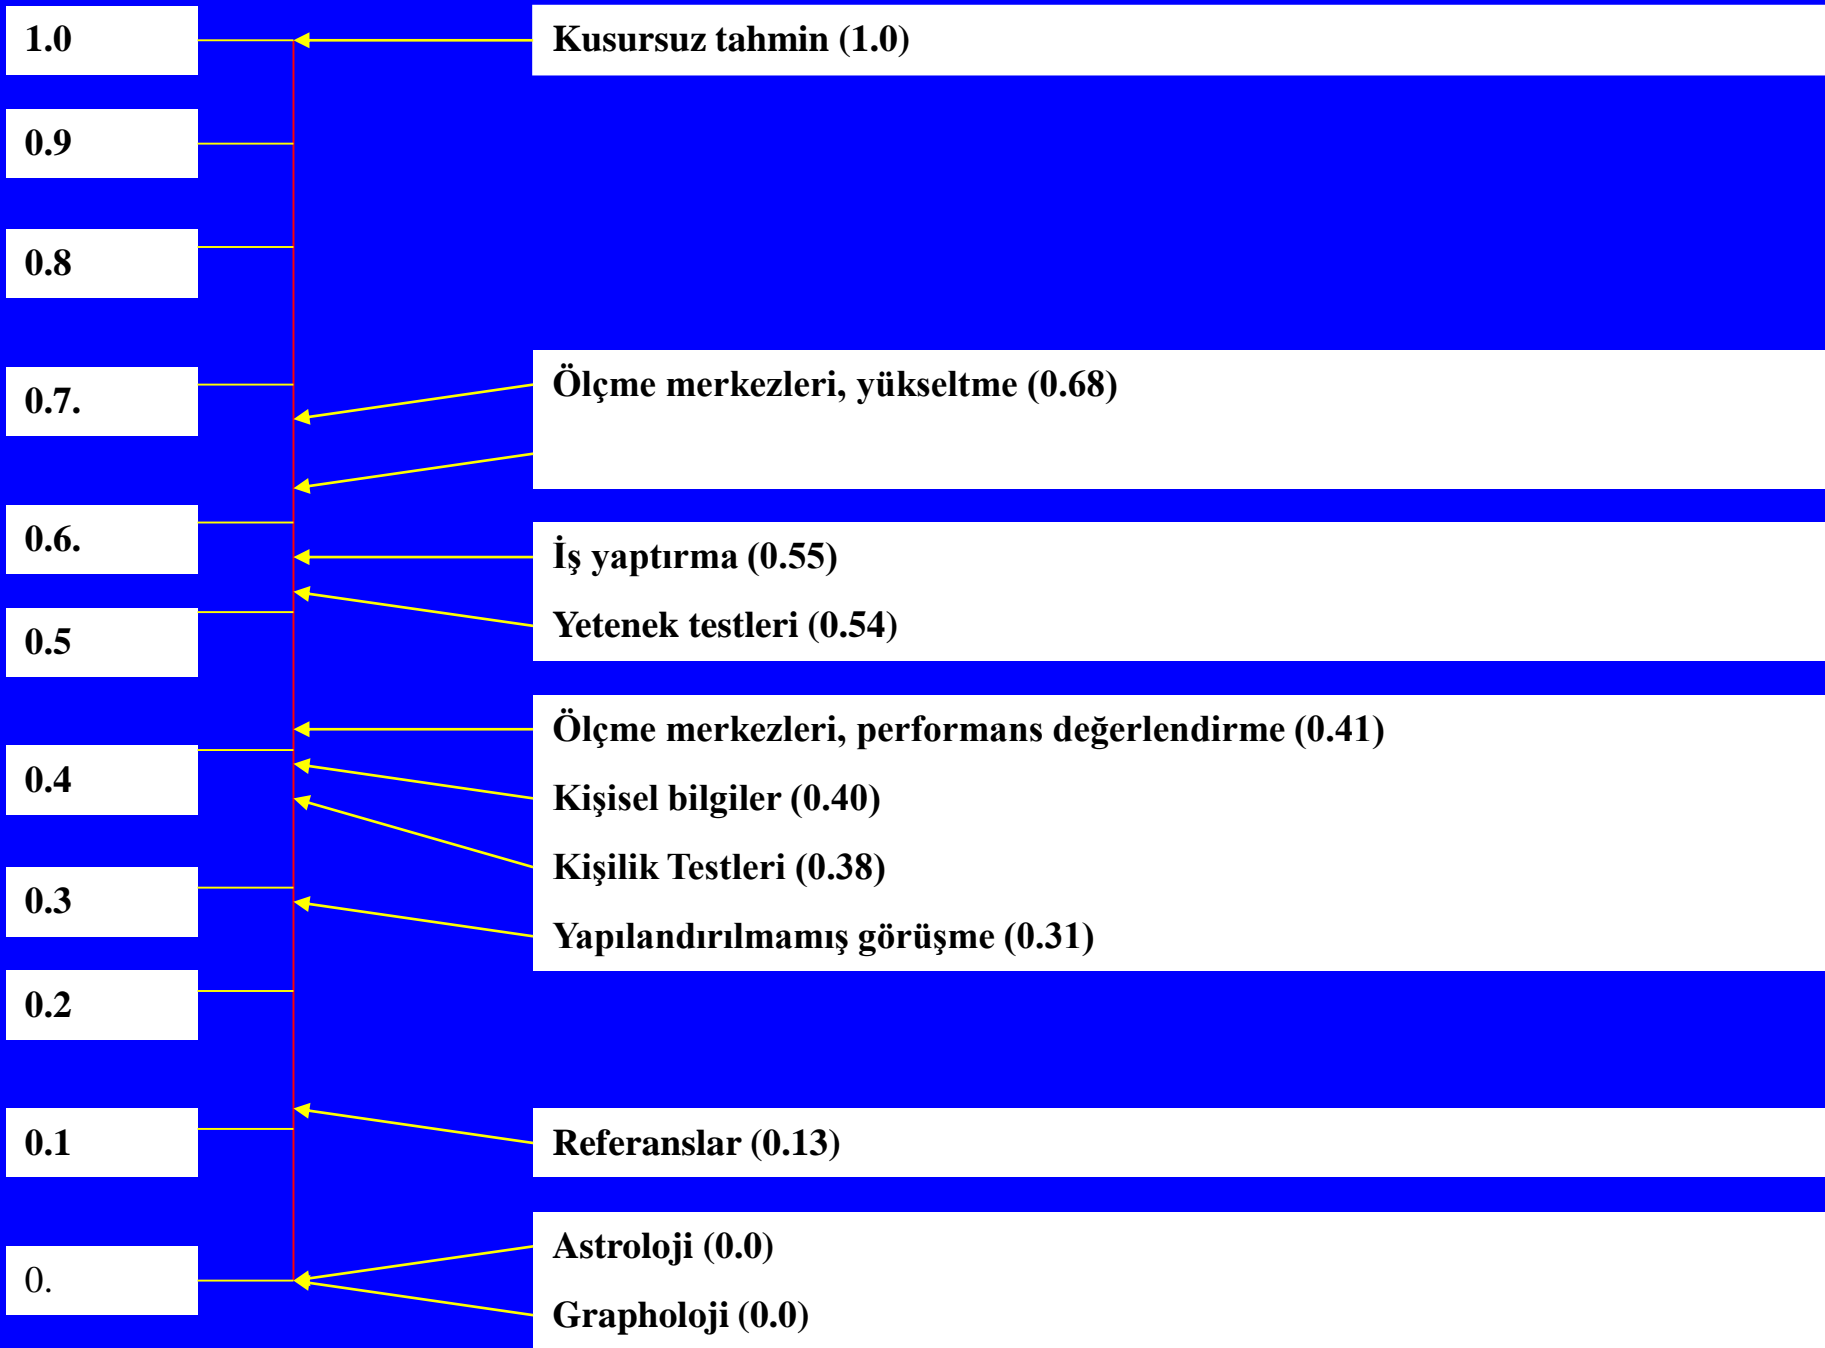 1.0
Kusursuz tahmin (1.0)
0.9
0.8
0.7.
Ölçme merkezleri, yükseltme (0.68)
0.6.
İş yaptırma (0.55)
Yetenek testleri (0.54)
0.5
Ölçme merkezleri, performans değerlendirme (0.41)
0.4
Kişisel bilgiler (0.40)
Kişilik Testleri (0.38)
0.3
Yapılandırılmamış görüşme (0.31)
0.2
0.1
Referanslar (0.13)
Astroloji (0.0)
0.
Grapholoji (0.0)